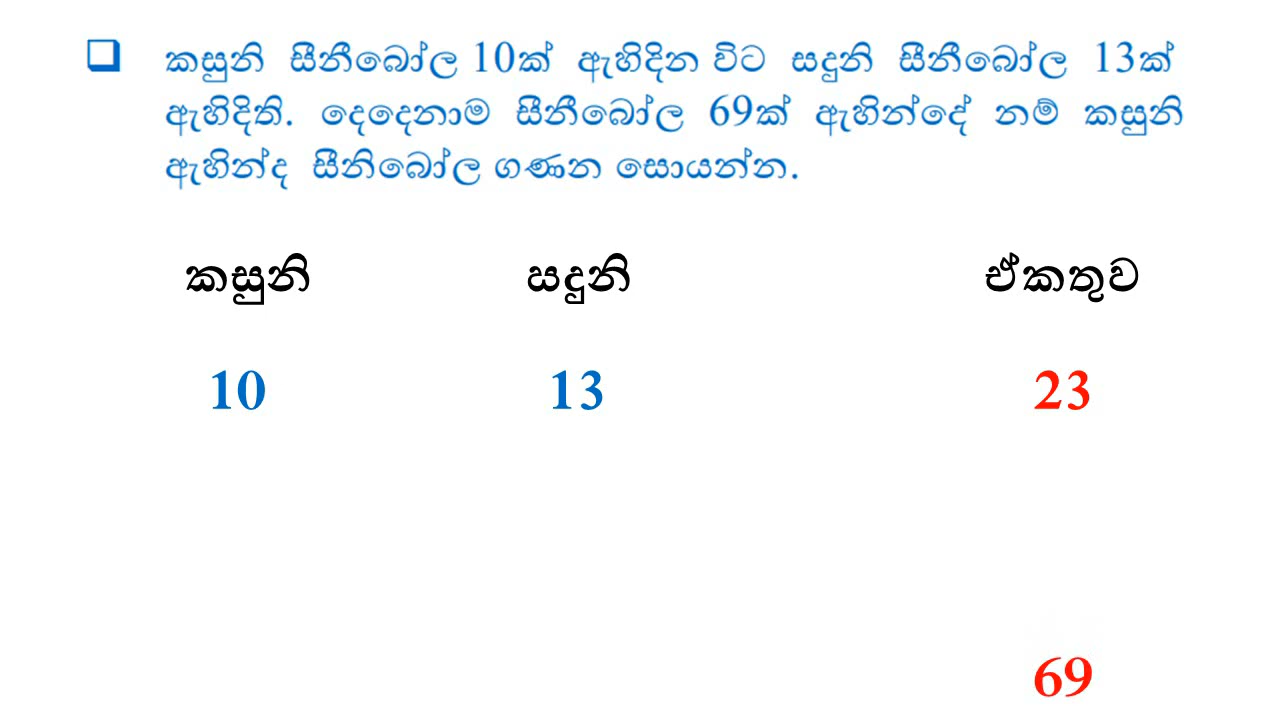 ❑ කසුනි සීනීබෝල 10ක් ඇහිදින විට සදුනි සීනීබෝල 13ක්
ඇහිදිති. දෙදෙනාම සීනීබෝල 69ක් ඇහින්දේ නම් කසුනි
ඇහින්ද සීනිබෝල ගණන සොයන්න.
කසුනි සදුනි ඒකතුව
10 13 23
69